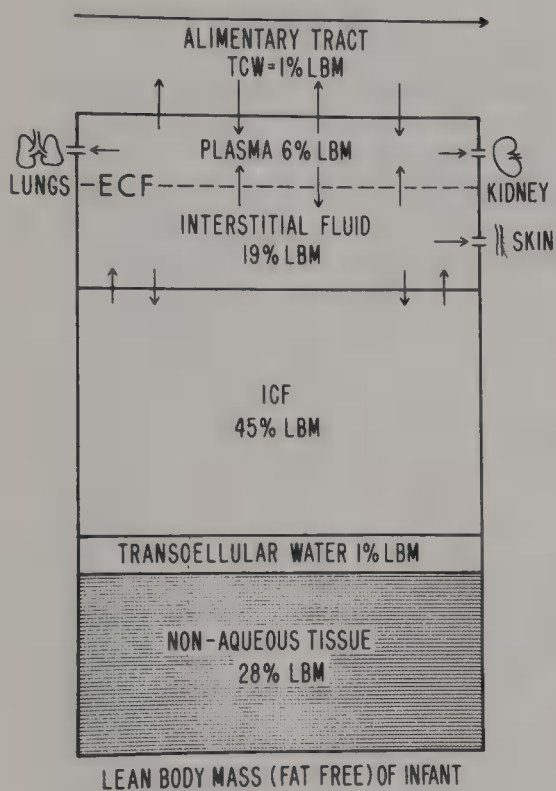 ALIMENTARY TRACT
TCW=1% LBM
PLASMA 6% LBM
LUNGS
ECF
KIDNEY
INTERSTITIAL FLUID
19% LBM
SKIN
ICF
45% LBM
TRANSCELLULAR WATER 1% LBM
NON-AQUEOUS TISSUE
28% LBM
LEAN BODY MASS (FAT FREE) OF INFANT